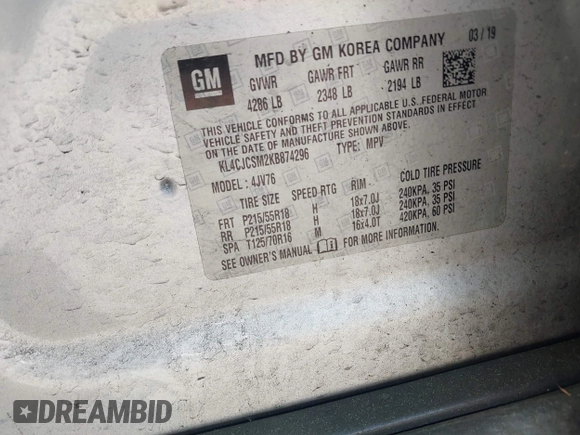 GM
MFD BY GM KOREA COMPANY 03/19
GVWR GAWR FRT GAWR RR
4286 LB 2348 LB 2194 LB
THIS VEHICLE CONFORMS TO ALL APPLICABLE U.S. FEDERAL MOTOR
VEHICLE SAFETY AND THEFT PREVENTION STANDARDS IN EFFECT
ON THE DATE OF MANUFACTURE SHOWN ABOVE.
KL4CJCSM2KB874296 TYPE: MPV
MODEL: 4JV76
TIRE SIZE SPEED RTG RIM COLD TIRE PRESSURE
FRT P215/55R18 H 18x7.0J 240KPA, 35 PSI
RR P215/55R18 H 18x7.0J 240KPA, 35 PSI
SPA T125/70R16 M 16x4.0T 420KPA, 60 PSI
SEE OWNER'S MANUAL FOR MORE INFORMATION.
DREAMBID